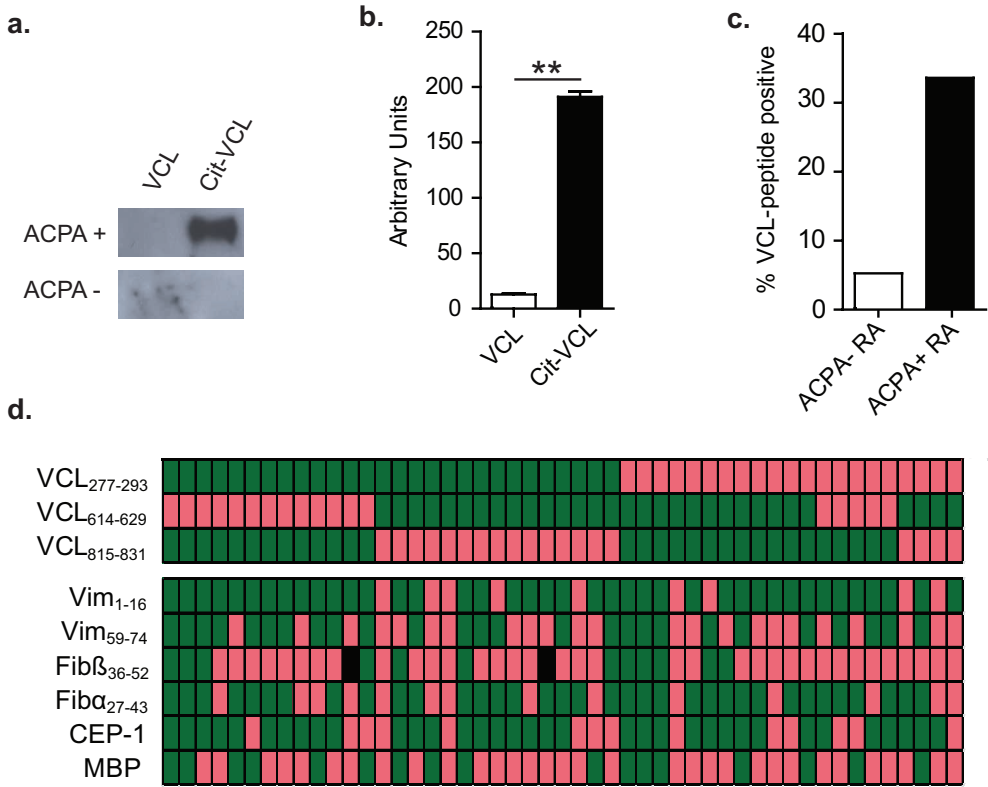 a.
VCL
Cit-VCL
ACPA +
ACPA -
b.
Arbitrary Units
250
200
150
100
50
0
**
VCL
Cit-VCL
c.
% VCL-peptide positive
40
30
20
10
0
ACPA- RA
ACPA+ RA
d.
VCL277-293
VCL614-629
VCL815-831
Vim1-16
Vim59-74
Fibß36-52
Fibα27-43
CEP-1
MBP